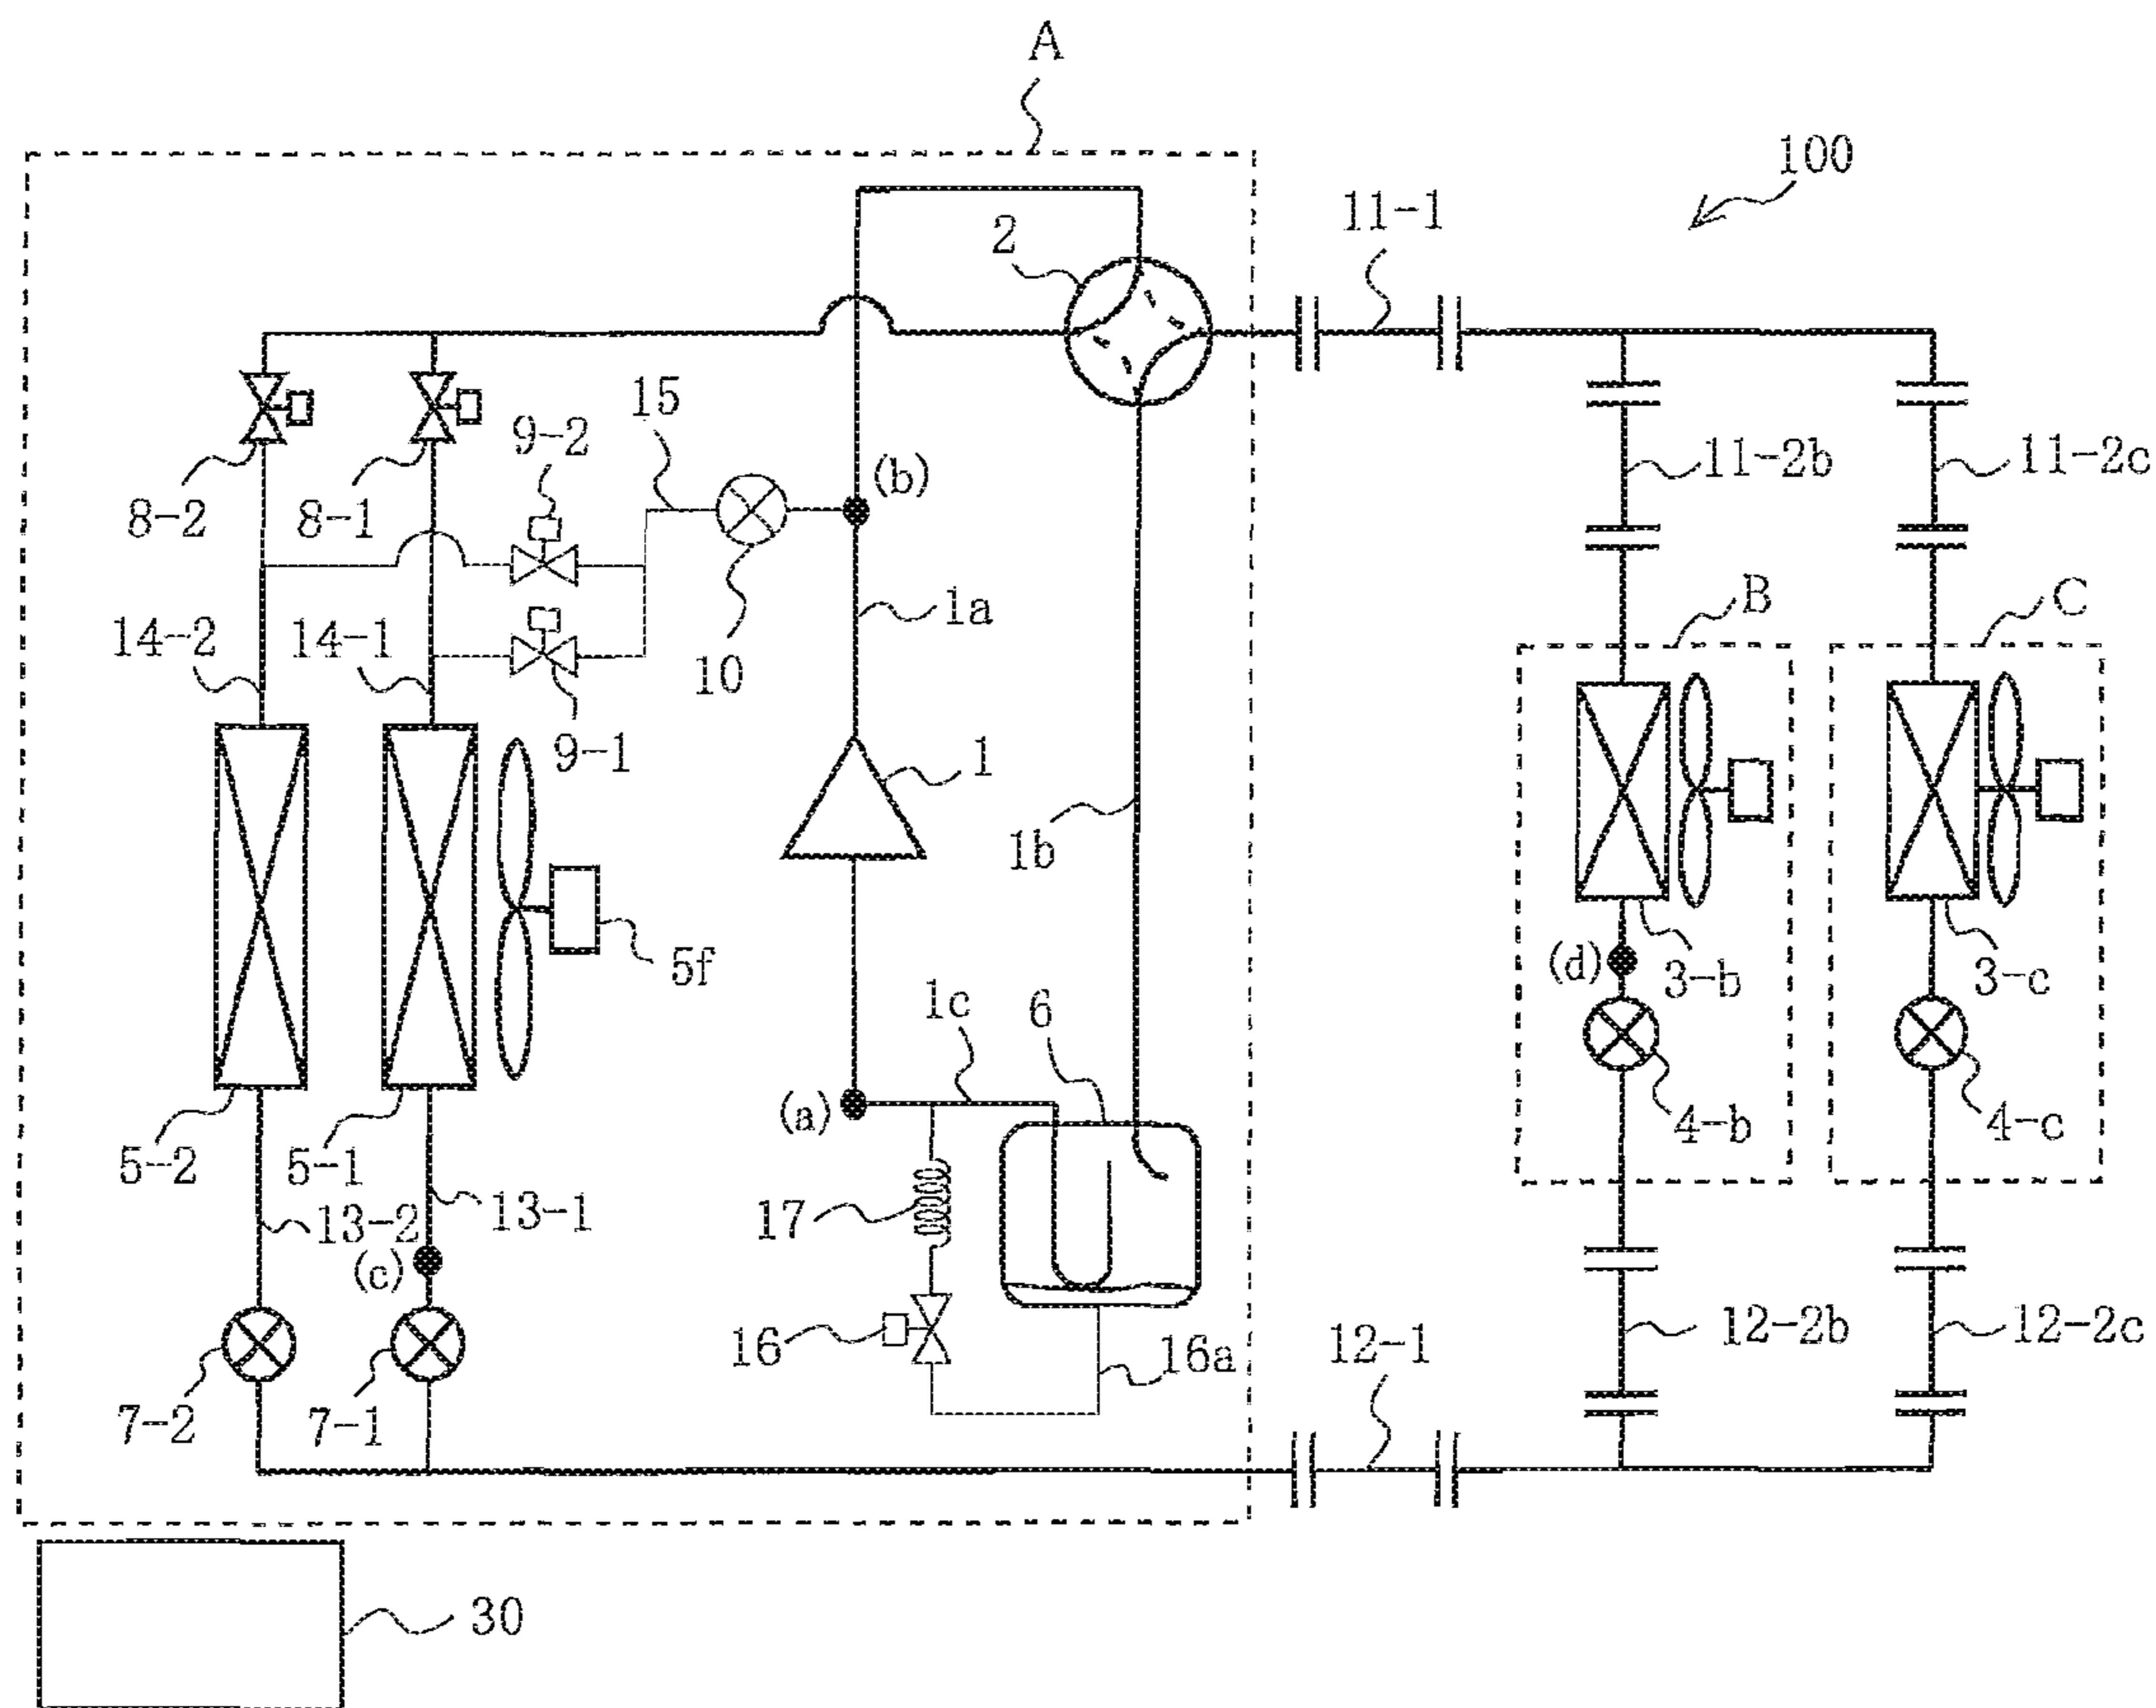 A
100
11-1
2
15
9-2
(b)
8-2
8-1
11-2b
11-2c
1a
B
C
14-2
14-1
10
9-1
1
1b
5f
(d)
3-b
3-c
1c
6
(a)
4-b
4-c
5-2
5-1
13-2
13-1
17
(c)
16
16a
12-1
12-2b
12-2c
7-2
7-1
30